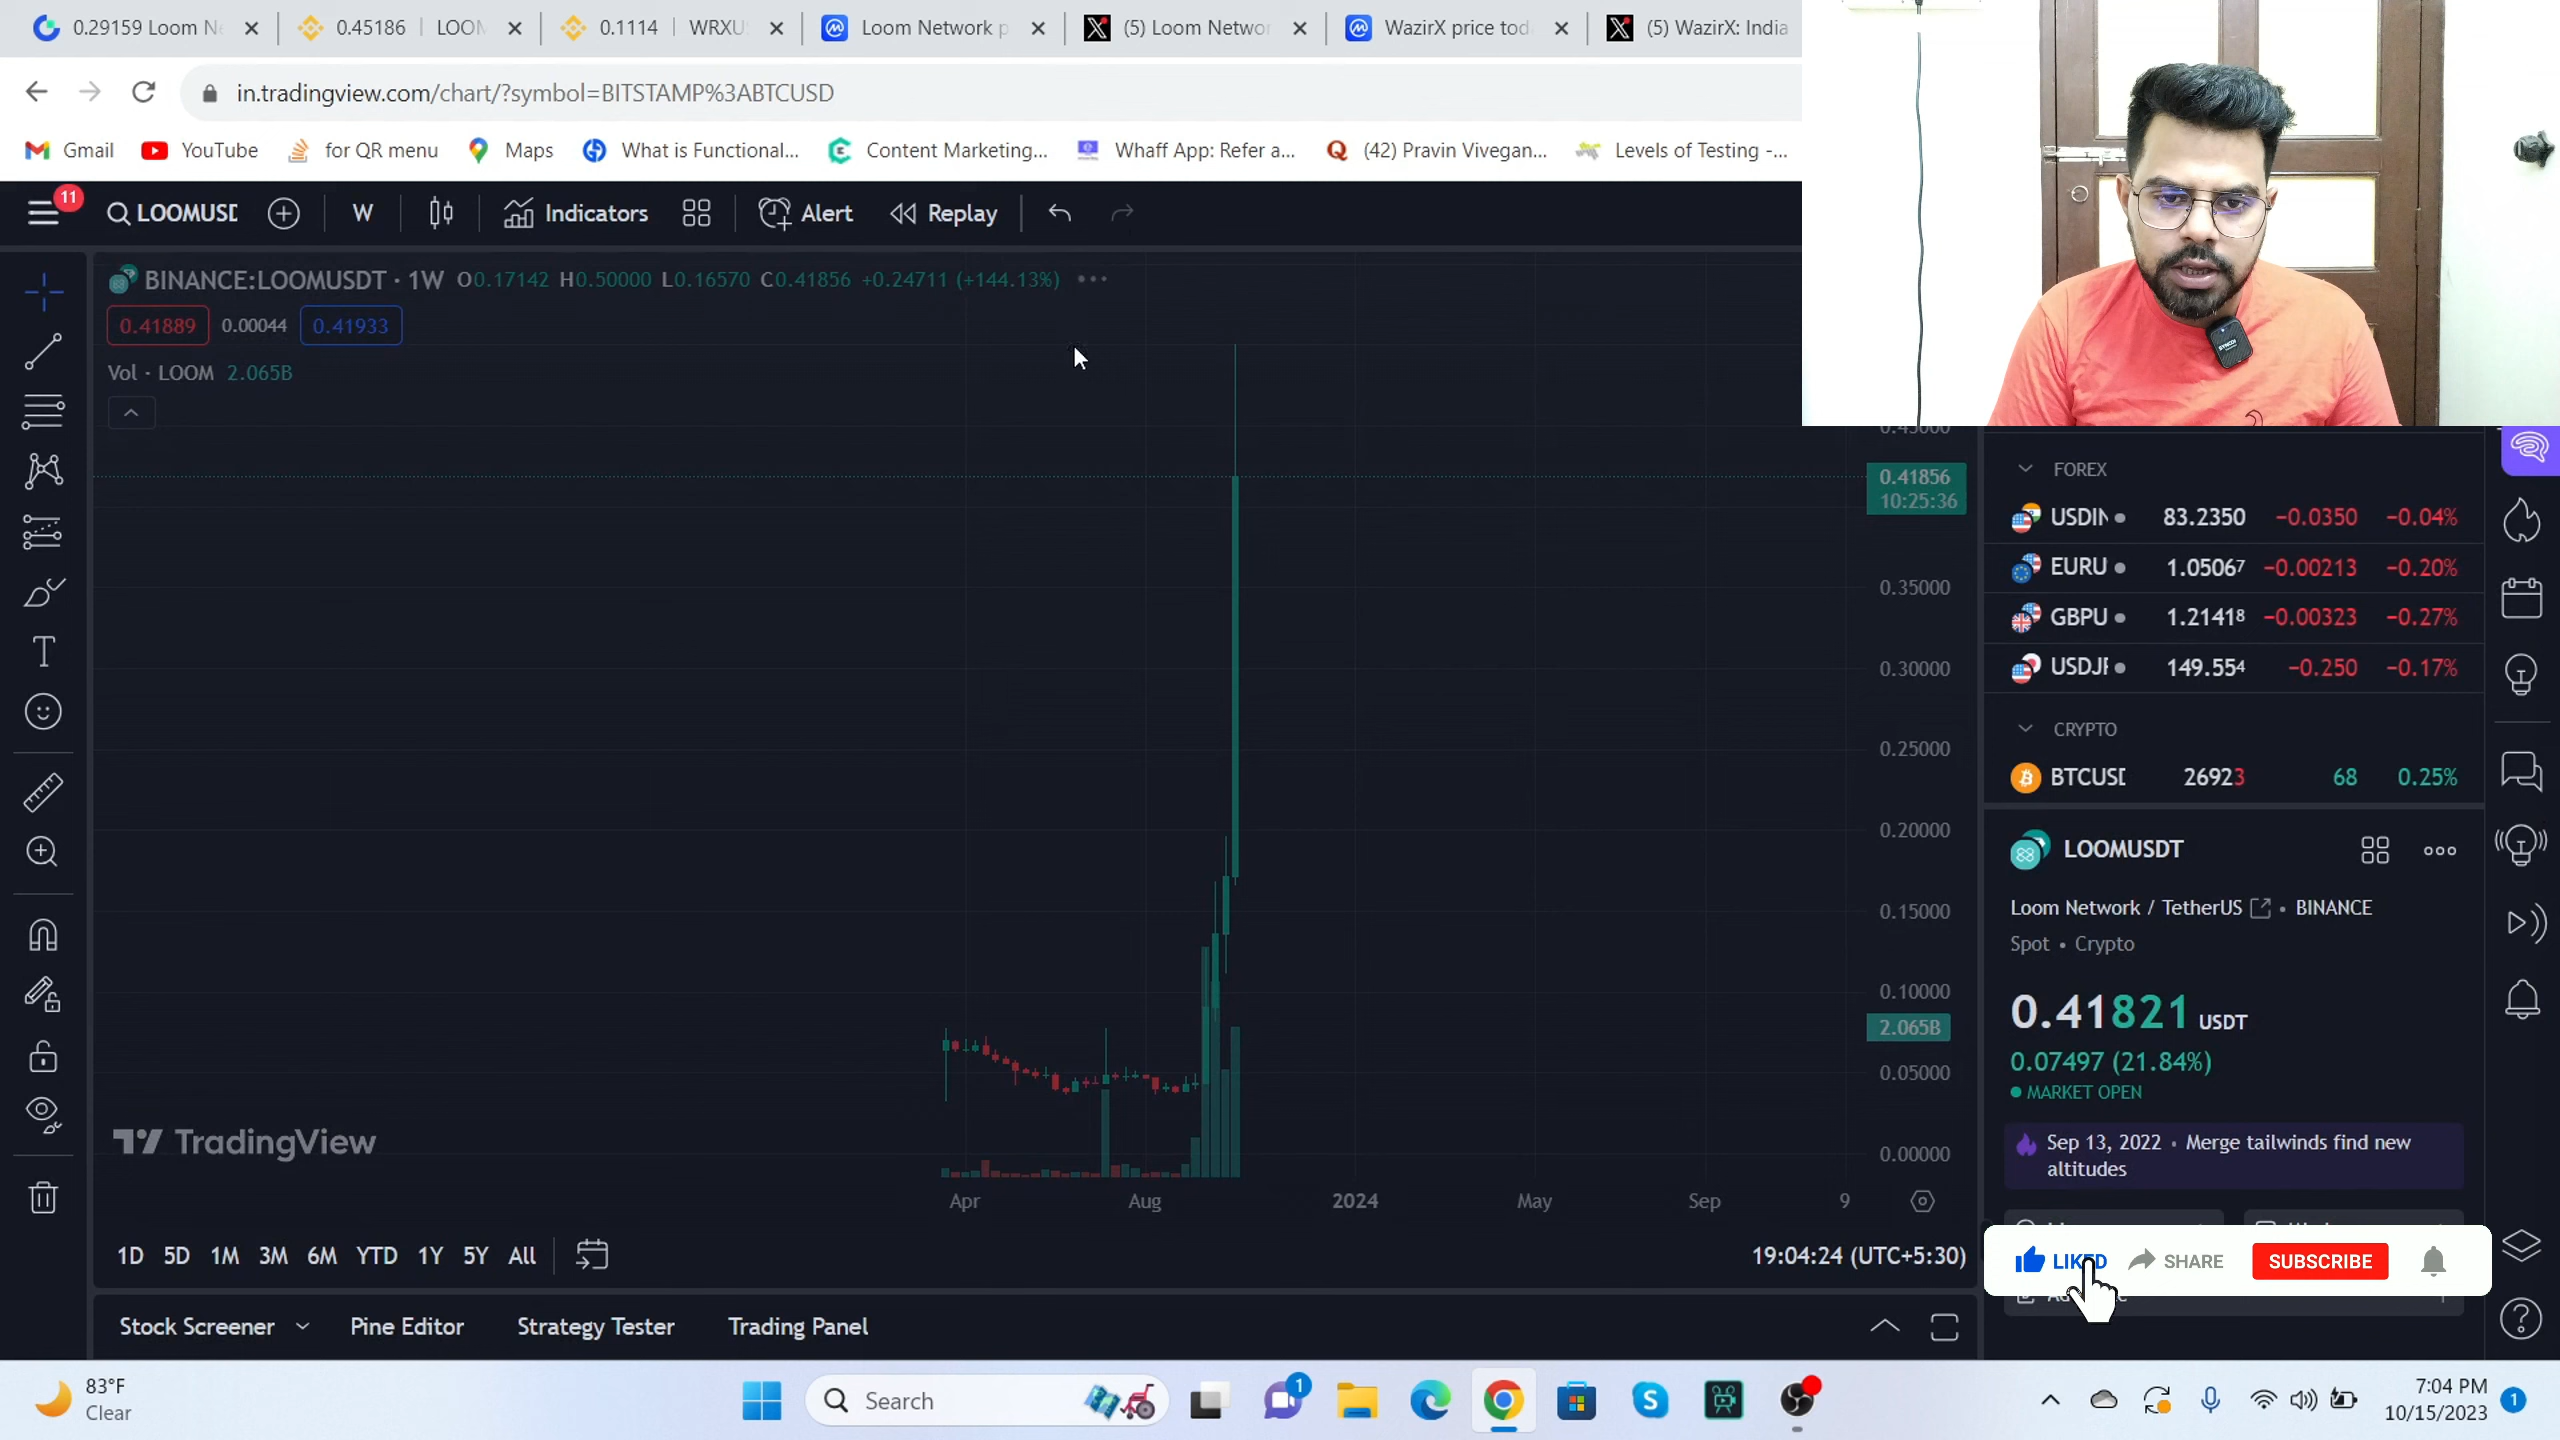 0.29159 Loom Ne
0.45186 | LOOM
0.1114 | WRXU
Loom Network p
(5) Loom Networ
WazirX price tod
(5) WazirX: India
in.tradingview.com/chart/?symbol=BITSTAMP%3ABTCUSD
Gmail
YouTube
for QR menu
Maps
What is Functional...
Content Marketing...
Whaff App: Refer a...
(42) Pravin Vivegan...
Levels of Testing -...
11
LOOMUSD
W
Indicators
Alert
Replay
BINANCE:LOOMUSDT · 1W O0.17142 H0.50000 L0.16570 C0.41856 +0.24711 (+144.13%)
0.41889 0.00044 0.41933
Vol · LOOM 2.065B
0.45000
0.41856
10:25:36
0.35000
0.30000
0.25000
0.20000
0.15000
0.10000
2.065B
0.05000
0.00000
TradingView
Apr Aug 2024 May Sep 9
1D 5D 1M 3M 6M YTD 1Y 5Y All
19:04:24 (UTC+5:30)
Stock Screener
Pine Editor
Strategy Tester
Trading Panel
FOREX
USDIN 83.2350 −0.0350 −0.04%
EURU 1.05067 −0.00213 −0.20%
GBPU 1.21418 −0.00323 −0.27%
USDJP 149.554 −0.250 −0.17%
CRYPTO
BTCUSD 26923 68 0.25%
LOOMUSDT
Loom Network / TetherUS • BINANCE
Spot • Crypto
0.41821 USDT
0.07497 (21.84%)
MARKET OPEN
Sep 13, 2022 • Merge tailwinds find new
altitudes
LIKED
SHARE
SUBSCRIBE
83°F
Clear
Search
1
7:04 PM
10/15/2023
1